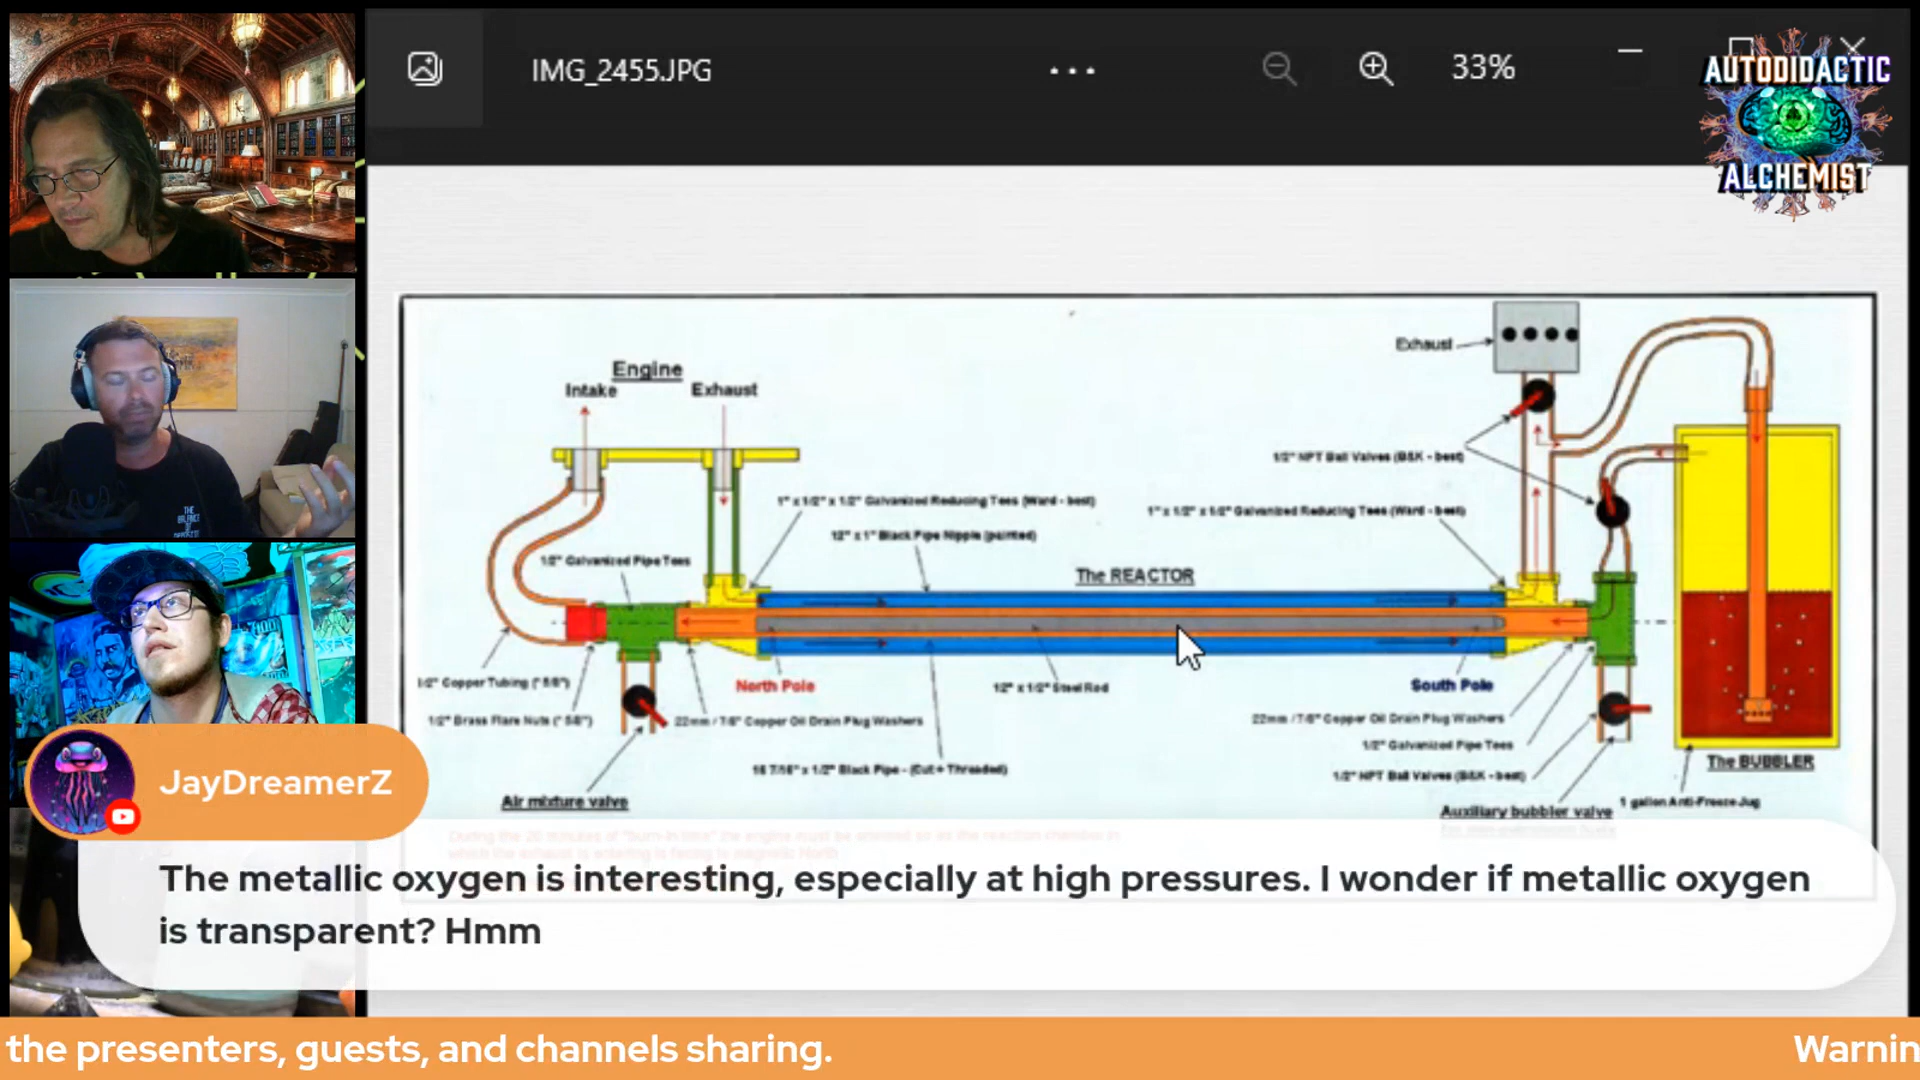 IMG_2455.JPG
33%
AUTODIDACTIC
ALCHEMIST
Exhaust
Engine
Intake
Exhaust
1/2" NPT Ball Valves (B&K - best)
1" x 1/2" x 1/2" Galvanized Reducing Tees (Ward - best)
1" x 1/2" x 1/2" Galvanized Reducing Tees (Ward - best)
12" x 1" Black Pipe Nipple (painted)
1/2" Galvanized Pipe Tees
The REACTOR
1/2" Copper Tubing (* 5/8")
North Pole
12" x 1/2" Steel Rod
South Pole
1/2" Brass Flare Nuts (* 5/8")
22mm / 7/8" Copper Oil Drain Plug Washers
22mm / 7/8" Copper Oil Drain Plug Washers
1/2" Galvanized Pipe Tees
The BUBBLER
16 7/16" x 1/2" Black Pipe - (Cut + Threaded)
1/2" NPT Ball Valves (B&K - best)
Air mixture valve
Auxiliary bubbler valve
1 gallon Anti-Freeze Jug
THE
BALANCE
OF
JayDreamerZ
The metallic oxygen is interesting, especially at high pressures. I wonder if metallic oxygen
is transparent? Hmm
the presenters, guests, and channels sharing.
Warnin